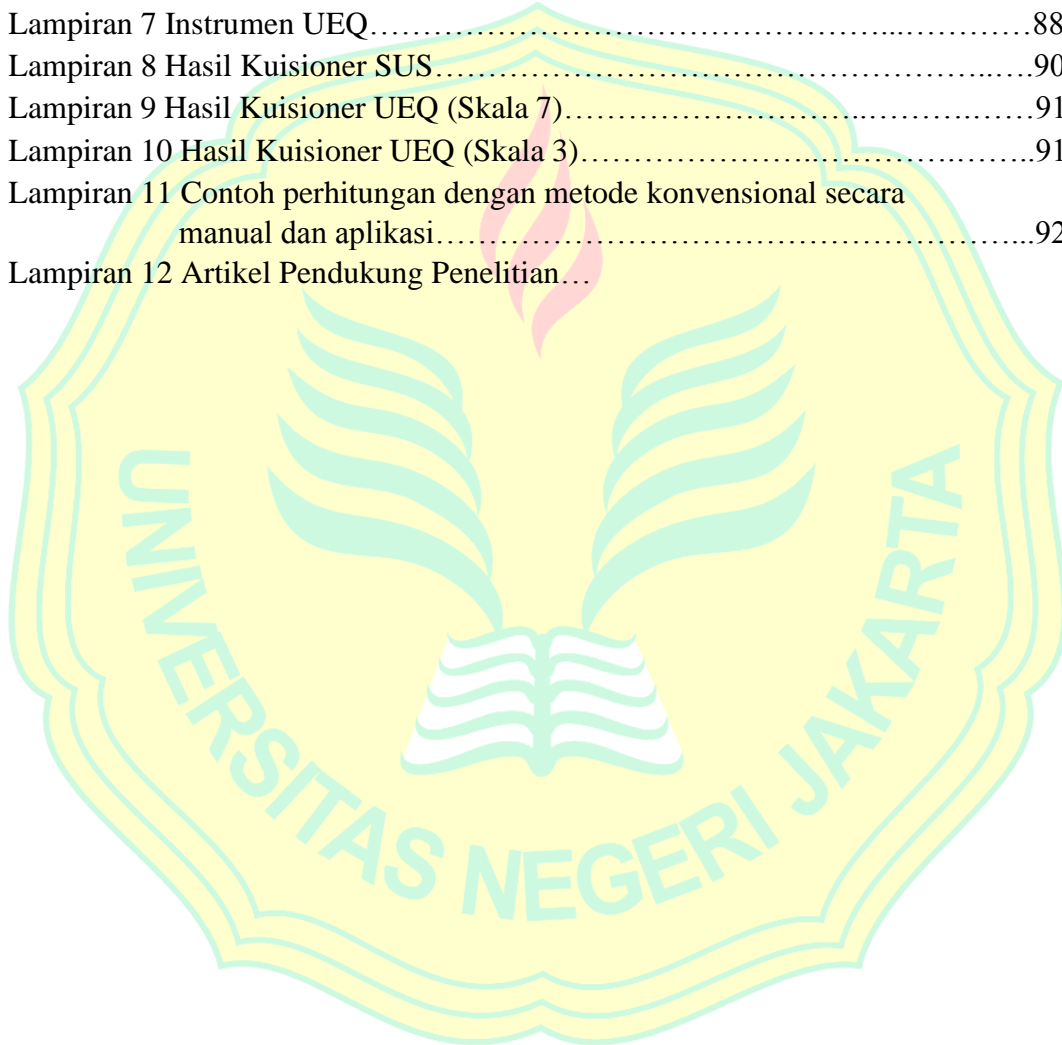 Lampiran 7 Instrumen UEQ…………………………………………...…………88
Lampiran 8 Hasil Kuisioner SUS……………………………………………..….90
Lampiran 9 Hasil Kuisioner UEQ (Skala 7)……………………….…………….91
Lampiran 10 Hasil Kuisioner UEQ (Skala 3)………………….………….……..91
Lampiran 11 Contoh perhitungan dengan metode konvensional secara
manual dan aplikasi…………………………………………………...92
Lampiran 12 Artikel Pendukung Penelitian…
UNIVERSITAS NEGERI JAKARTA